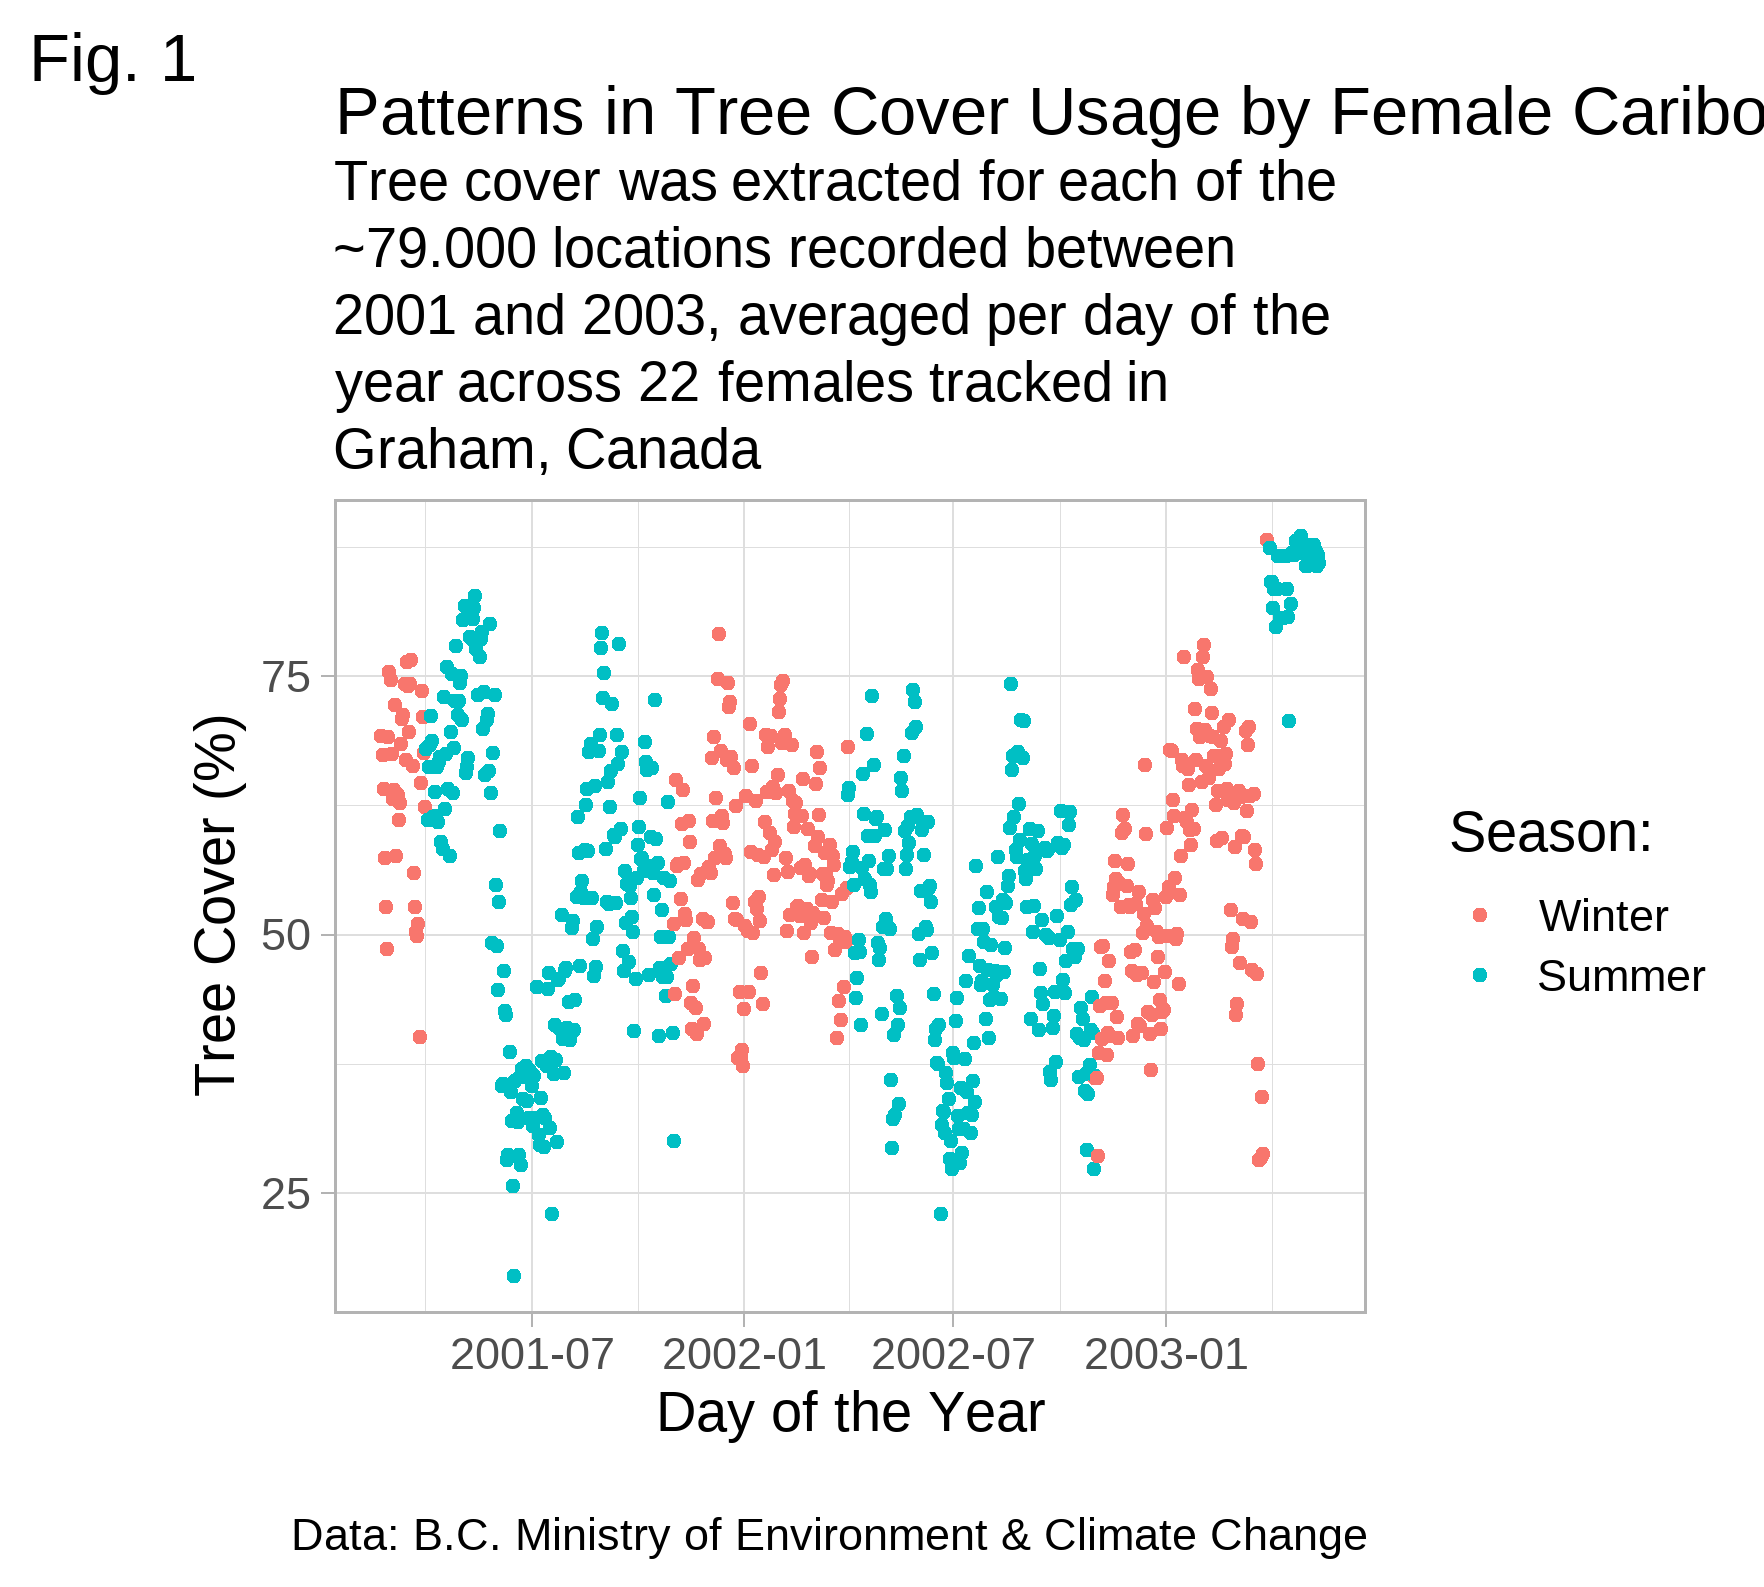 Fig. 1
Patterns in Tree Cover Usage by Female Caribo
Tree cover was extracted for each of the
~79.000 locations recorded between
2001 and 2003, averaged per day of the
year across 22 females tracked in
Graham, Canada
Tree Cover (%)
75
50
25
2001-07 2002-01 2002-07 2003-01
Day of the Year
Season:
Winter
Summer
Data: B.C. Ministry of Environment & Climate Change